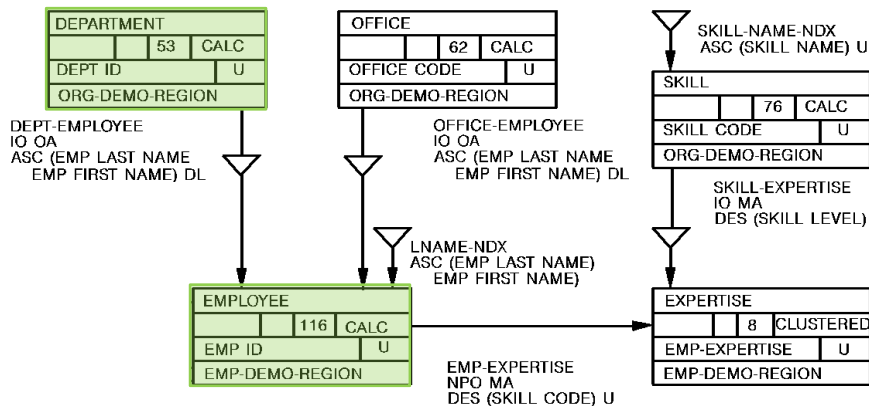 DEPARTMENT
53 CALC
DEPT ID U
ORG-DEMO-REGION
OFFICE
62 CALC
OFFICE CODE U
ORG-DEMO-REGION
SKILL-NAME-NDX
ASC (SKILL NAME) U
SKILL
76 CALC
SKILL CODE U
ORG-DEMO-REGION
DEPT-EMPLOYEE
IO OA
ASC (EMP LAST NAME
EMP FIRST NAME) DL
OFFICE-EMPLOYEE
IO OA
ASC (EMP LAST NAME
EMP FIRST NAME) DL
SKILL-EXPERTISE
IO MA
DES (SKILL LEVEL)
LNAME-NDX
ASC (EMP LAST NAME)
EMP FIRST NAME)
EMPLOYEE
116 CALC
EMP ID U
EMP-DEMO-REGION
EMP-EXPERTISE
NPO MA
DES (SKILL CODE) U
EXPERTISE
8 CLUSTERED
EMP-EXPERTISE U
EMP-DEMO-REGION